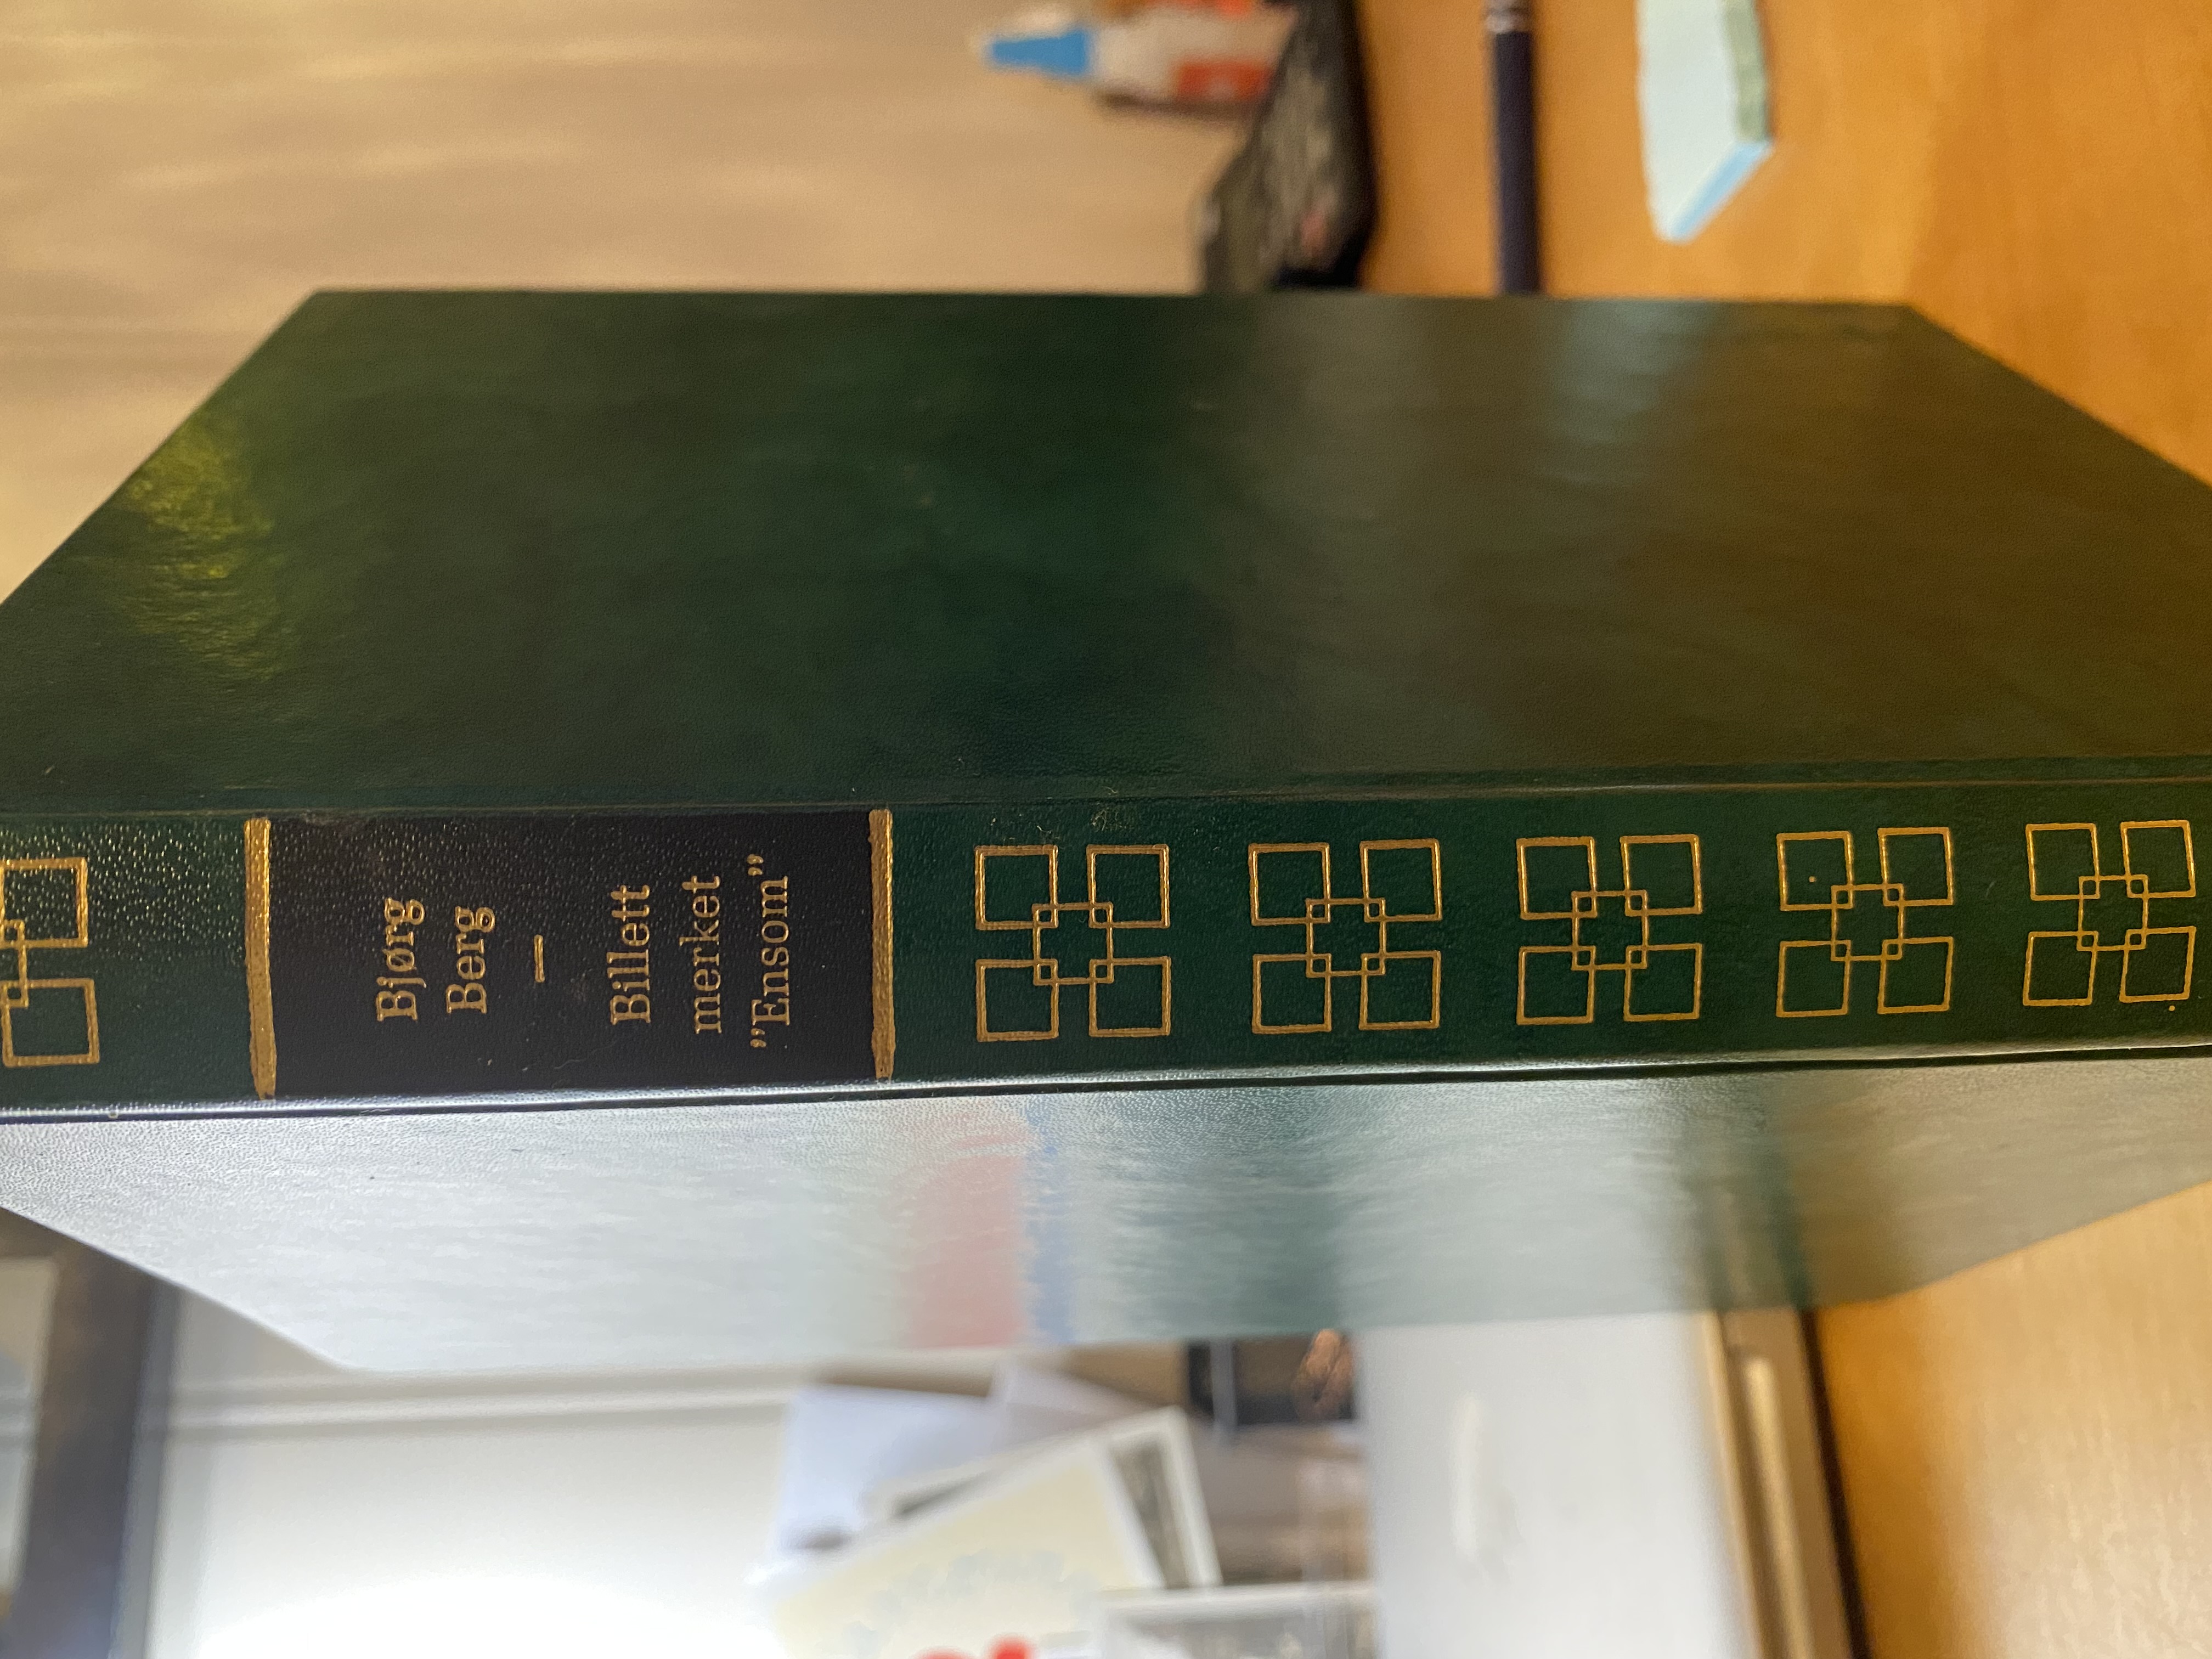 Bjørg
Berg
—
Billett
merket
”Ensom”